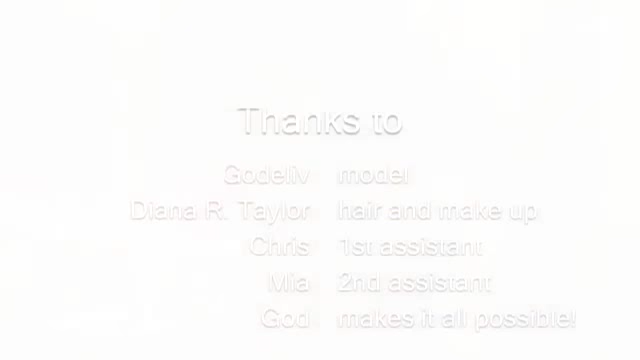 Thanks to
Godeliv model
Diana R. Taylor hair and make up
Chris 1st assistant
Mia 2nd assistant
God makes it all possible!